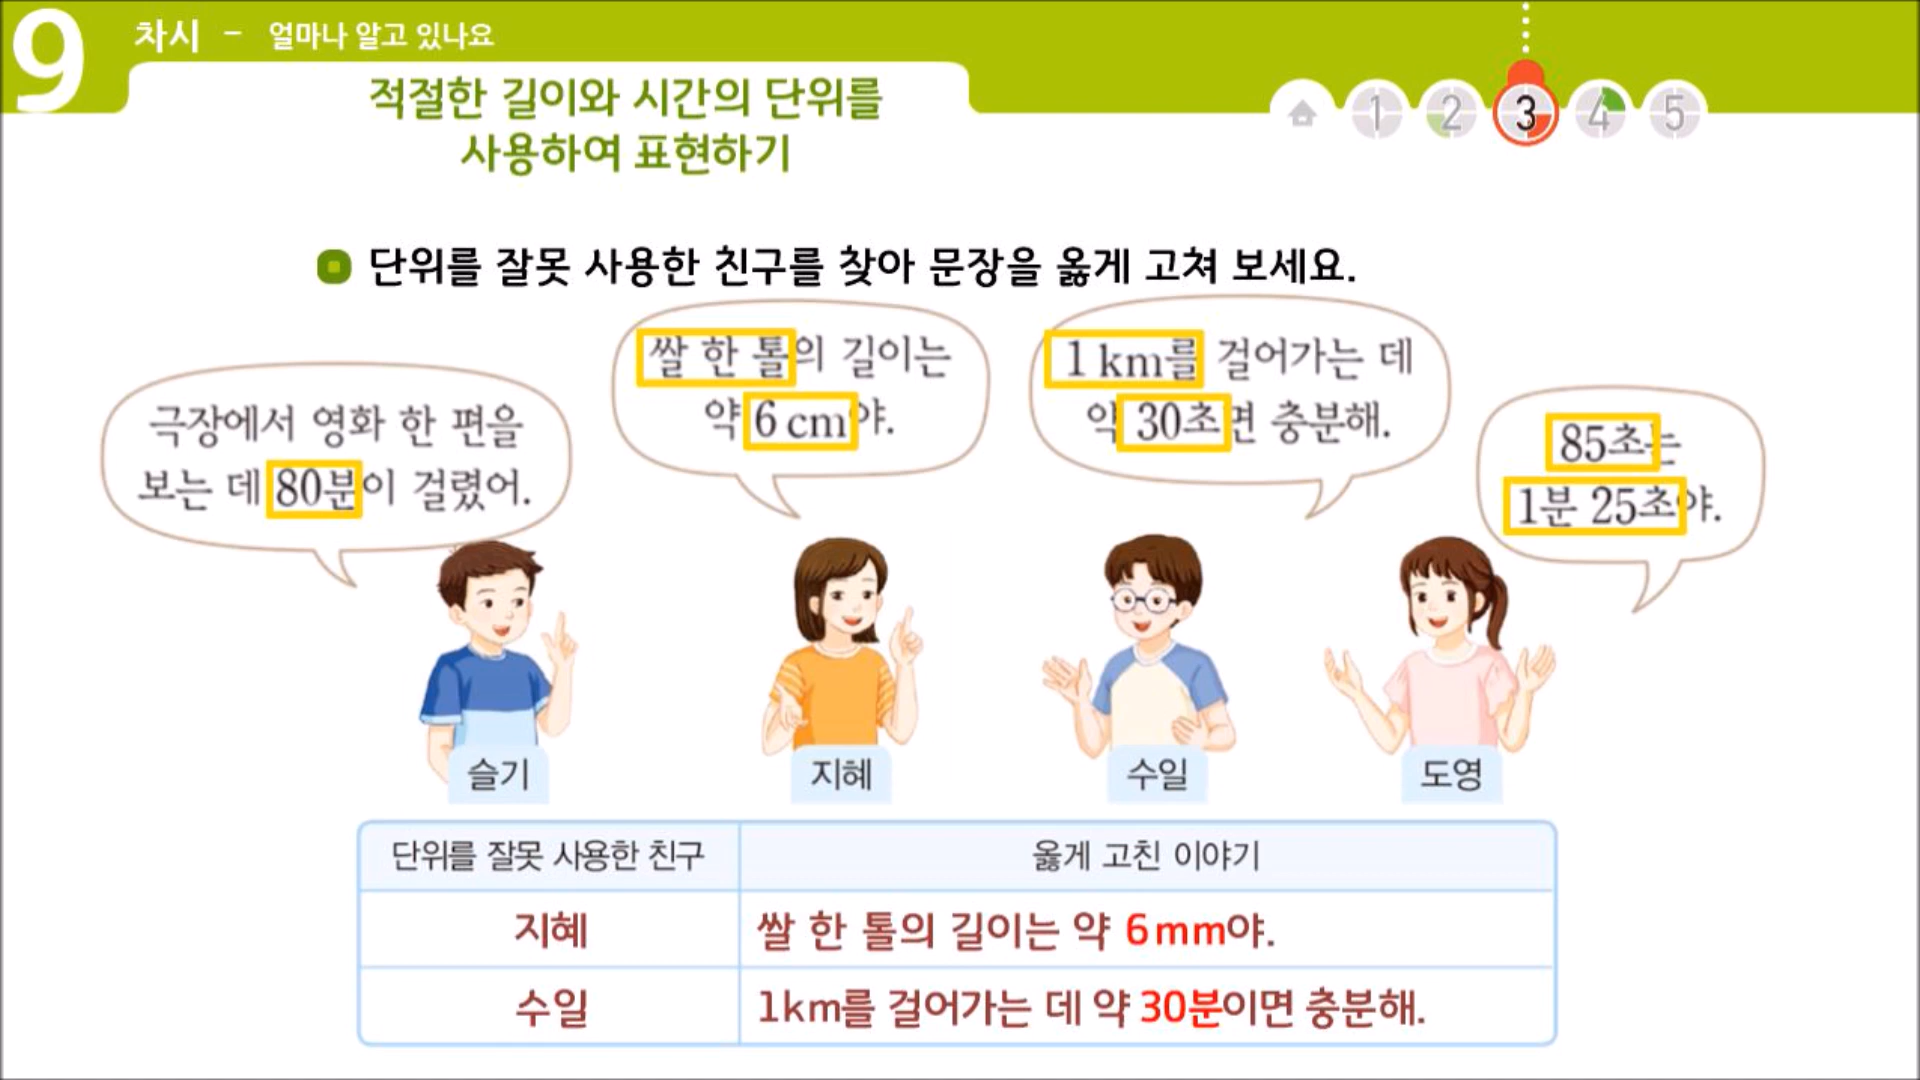 9
차시 - 얼마나 알고 있나요
적절한 길이와 시간의 단위를
사용하여 표현하기
1 2 3 4 5
단위를 잘못 사용한 친구를 찾아 문장을 옳게 고쳐 보세요.
극장에서 영화 한 편을
보는 데 80분이 걸렸어.
쌀 한 톨의 길이는
약 6 cm야.
1 km를 걸어가는 데
약 30초면 충분해.
85초는
1분 25초야.
슬기
지혜
수일
도영
단위를 잘못 사용한 친구
옳게 고친 이야기
지혜
쌀 한 톨의 길이는 약 6mm야.
수일
1km를 걸어가는 데 약 30분이면 충분해.